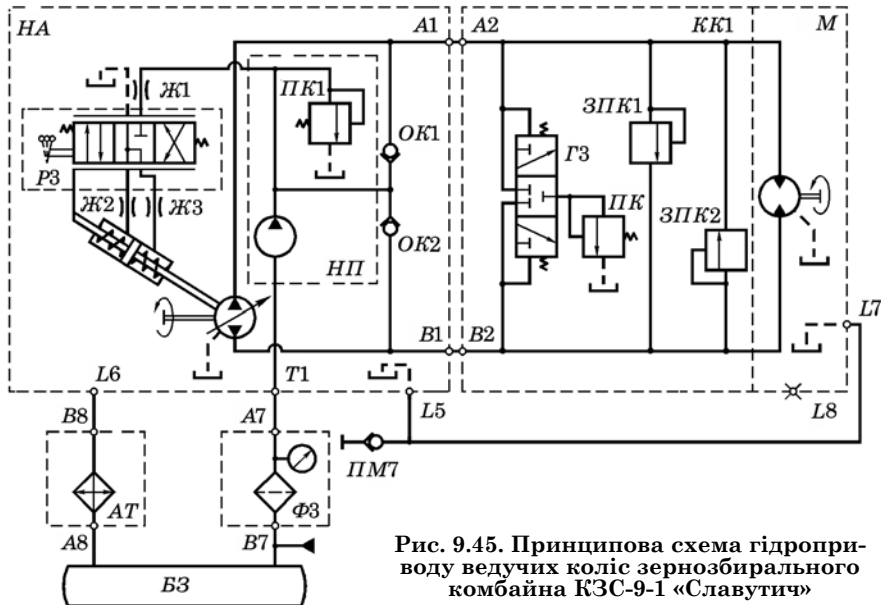 НА
А1
А2
КК1
М
Ж1
ПК1
ОК1
ЗПК1
ГЗ
РЗ
Ж2
Ж3
ПК
ЗПК2
ОК2
НП
В1
В2
L7
L6
Т1
L5
L8
В8
А7
ПМ7
АТ
ФЗ
А8
В7
БЗ
Рис. 9.45. Принципова схема гідропри-
воду ведучих коліс зернозбирального
комбайна КЗС-9-1 «Славутич»